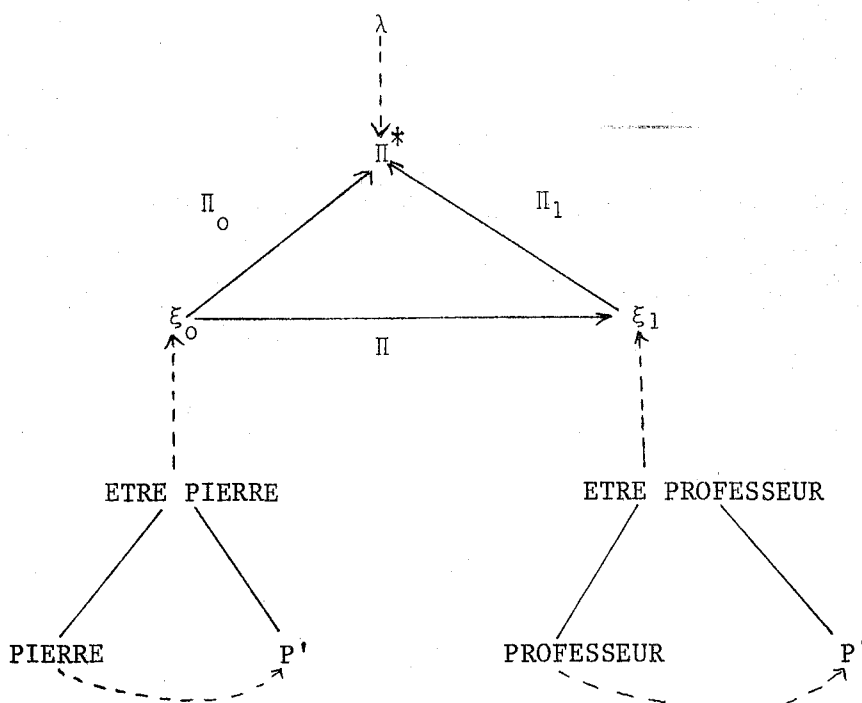 λ
Π*
Π₀ Π₁
ξ₀ ξ₁
Π
ETRE PIERRE ETRE PROFESSEUR
PIERRE P' PROFESSEUR P'